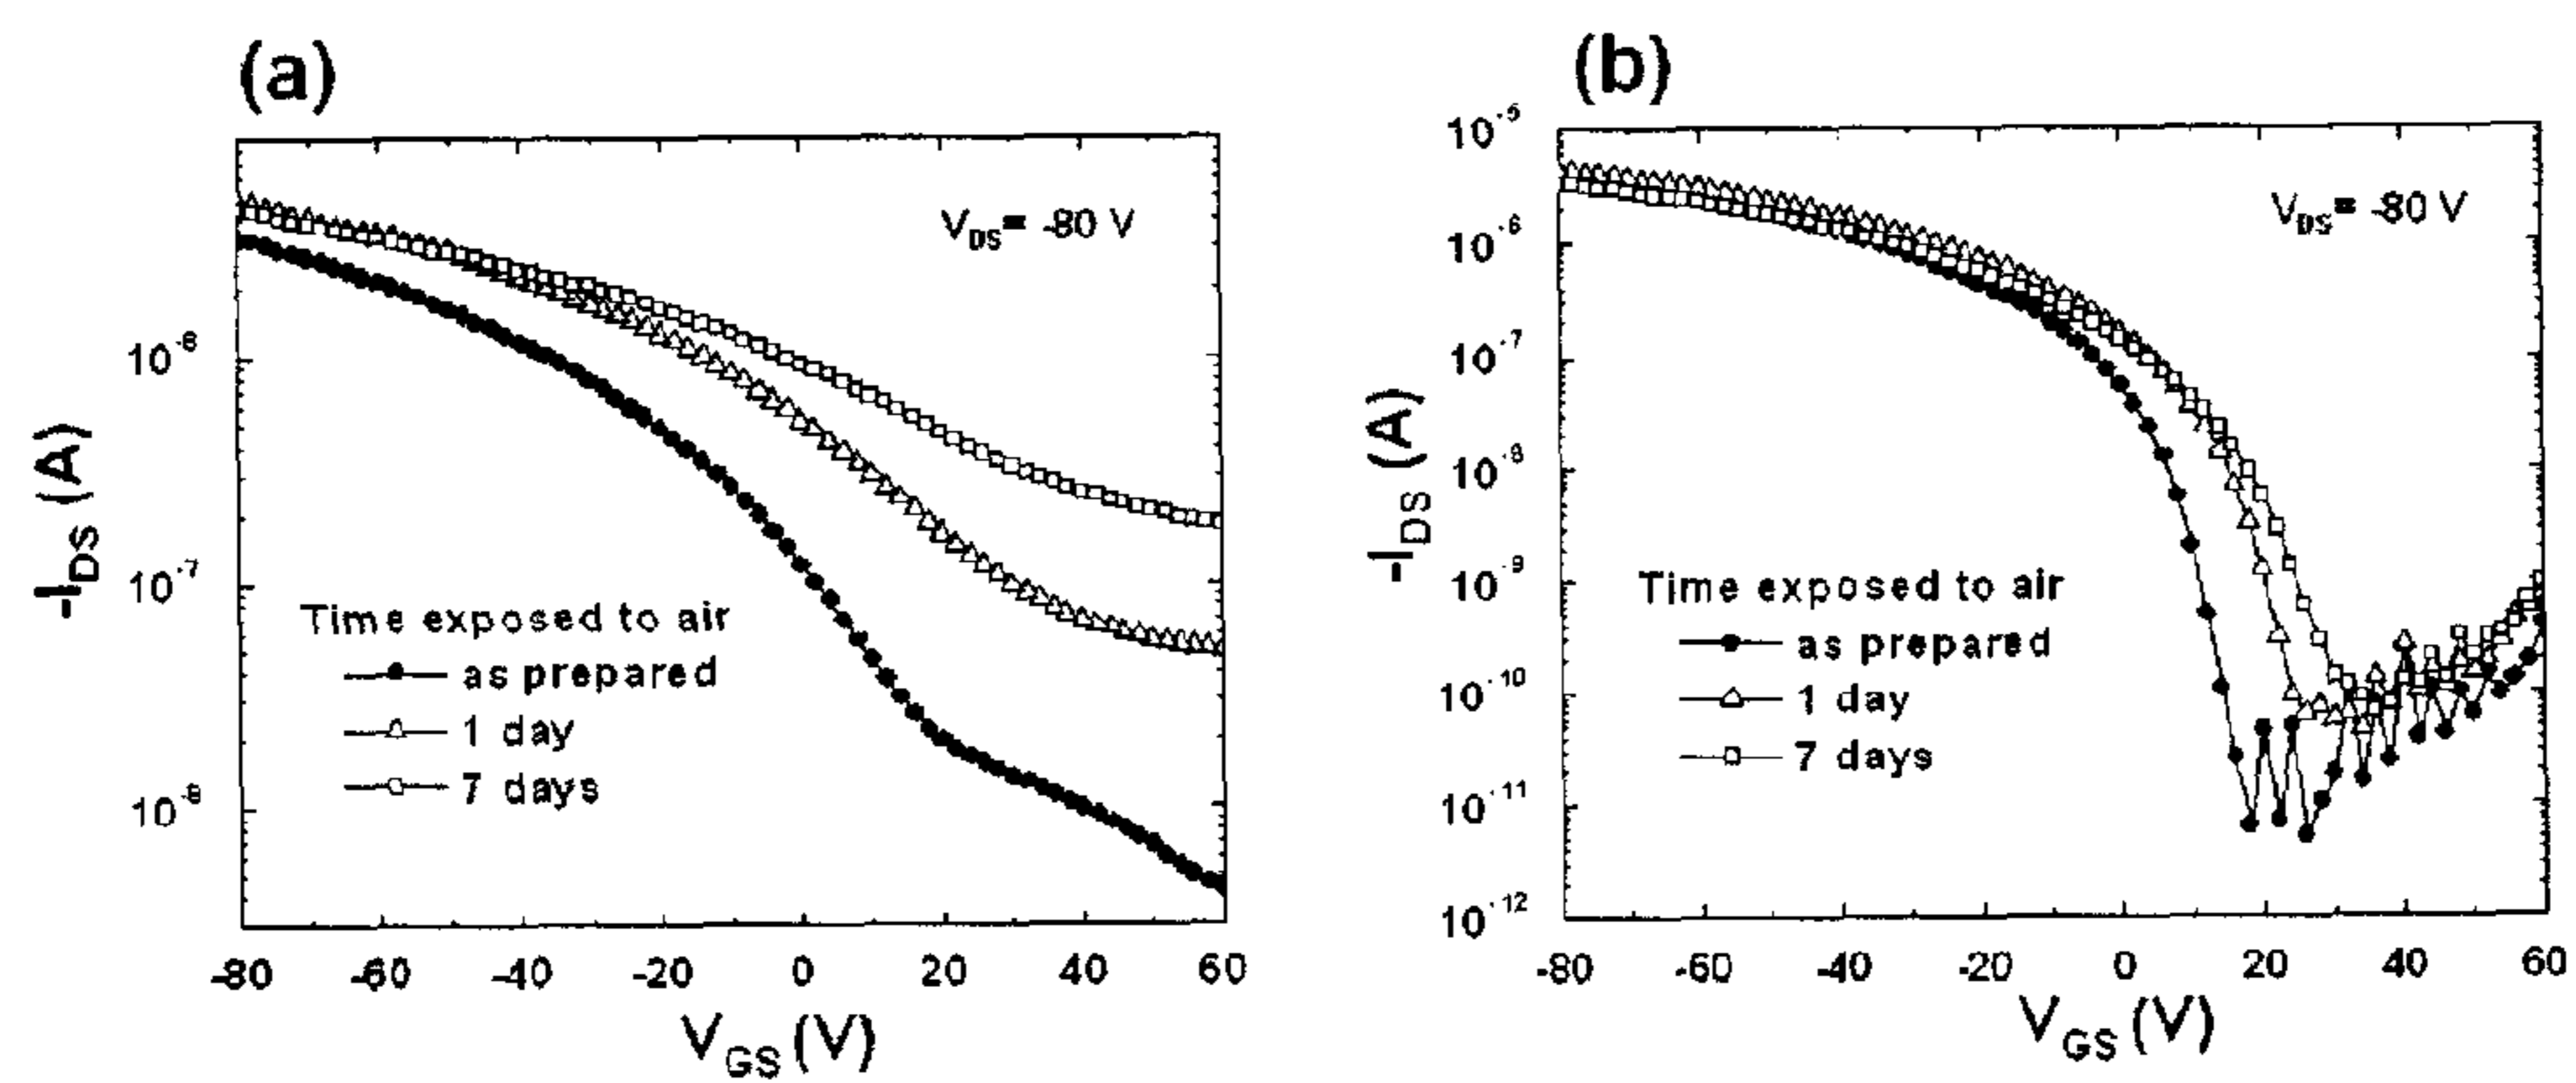 (a)
V_DS= -80 V
10^-6
10^-7
10^-8
-I_DS (A)
Time exposed to air
as prepared
1 day
7 days
-80 -60 -40 -20 0 20 40 60
V_GS (V)
(b)
10^-5
V_DS= -80 V
10^-6
10^-7
10^-8
10^-9
10^-10
10^-11
10^-12
-I_DS (A)
Time exposed to air
as prepared
1 day
7 days
-80 -60 -40 -20 0 20 40 60
V_GS (V)